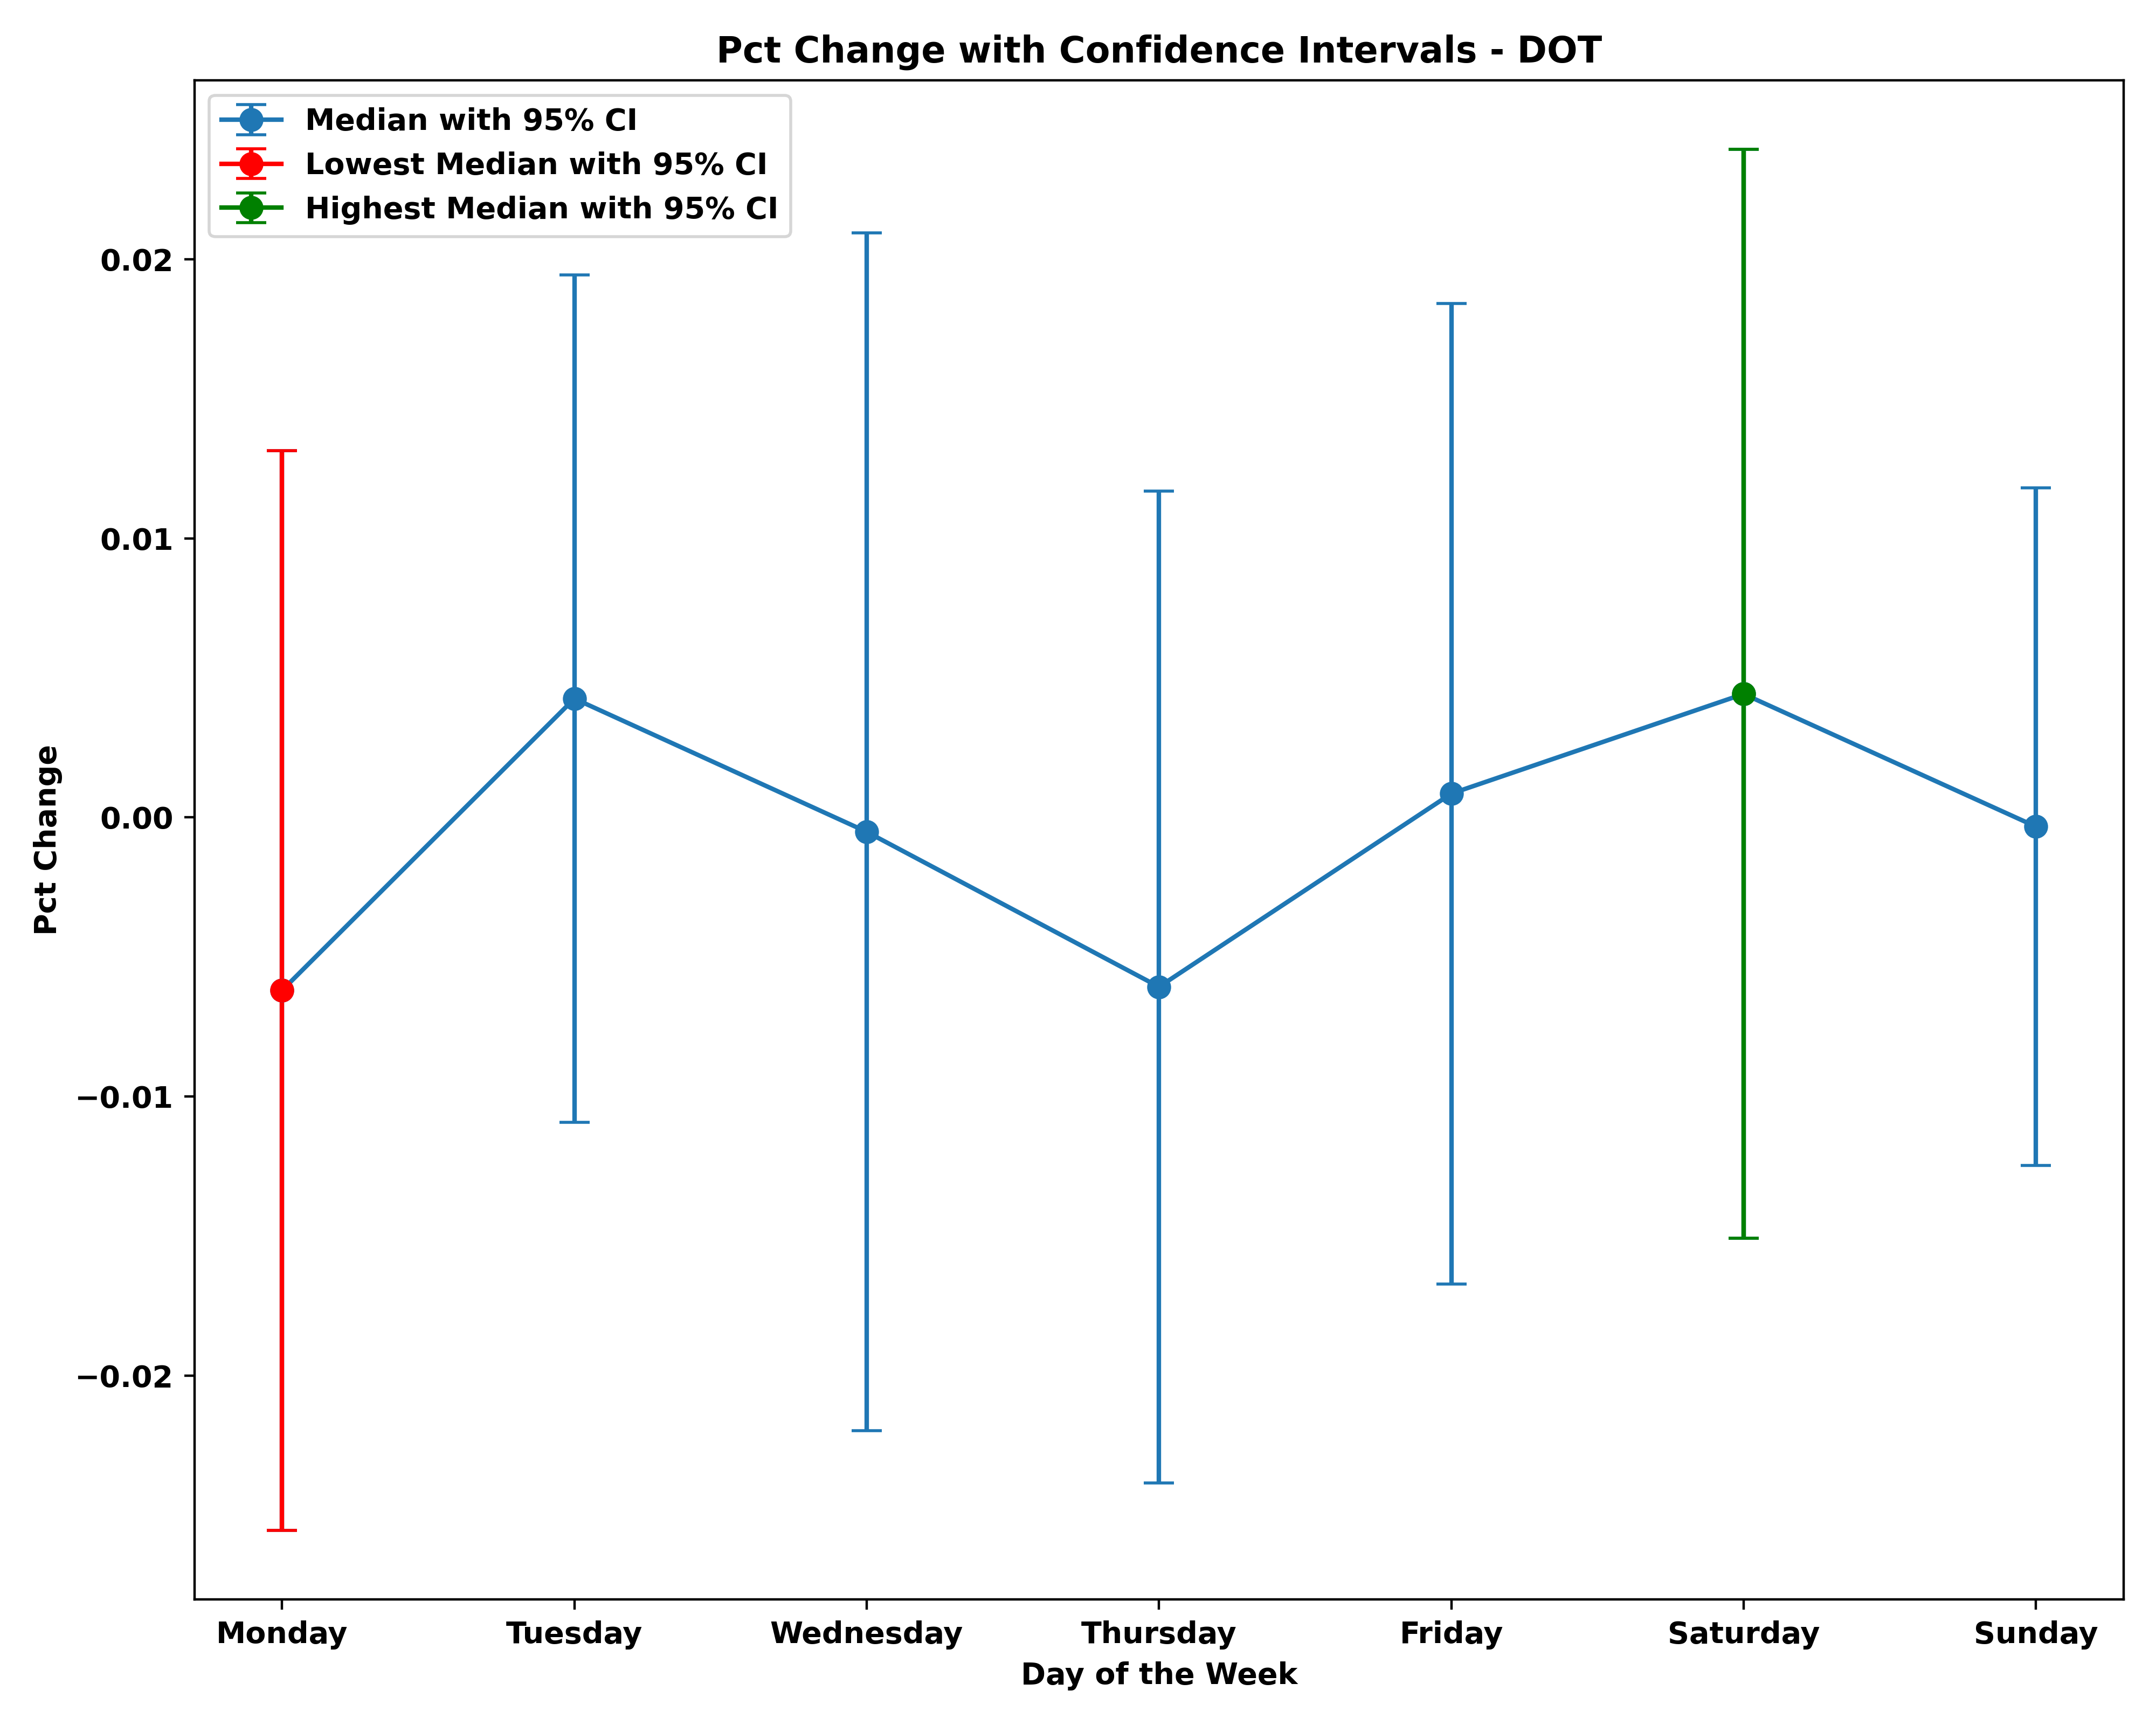 Pct Change with Confidence Intervals - DOT
Median with 95% CI
Lowest Median with 95% CI
Highest Median with 95% CI
0.02
0.01
0.00
−0.01
−0.02
Pct Change
Monday Tuesday Wednesday Thursday Friday Saturday Sunday
Day of the Week